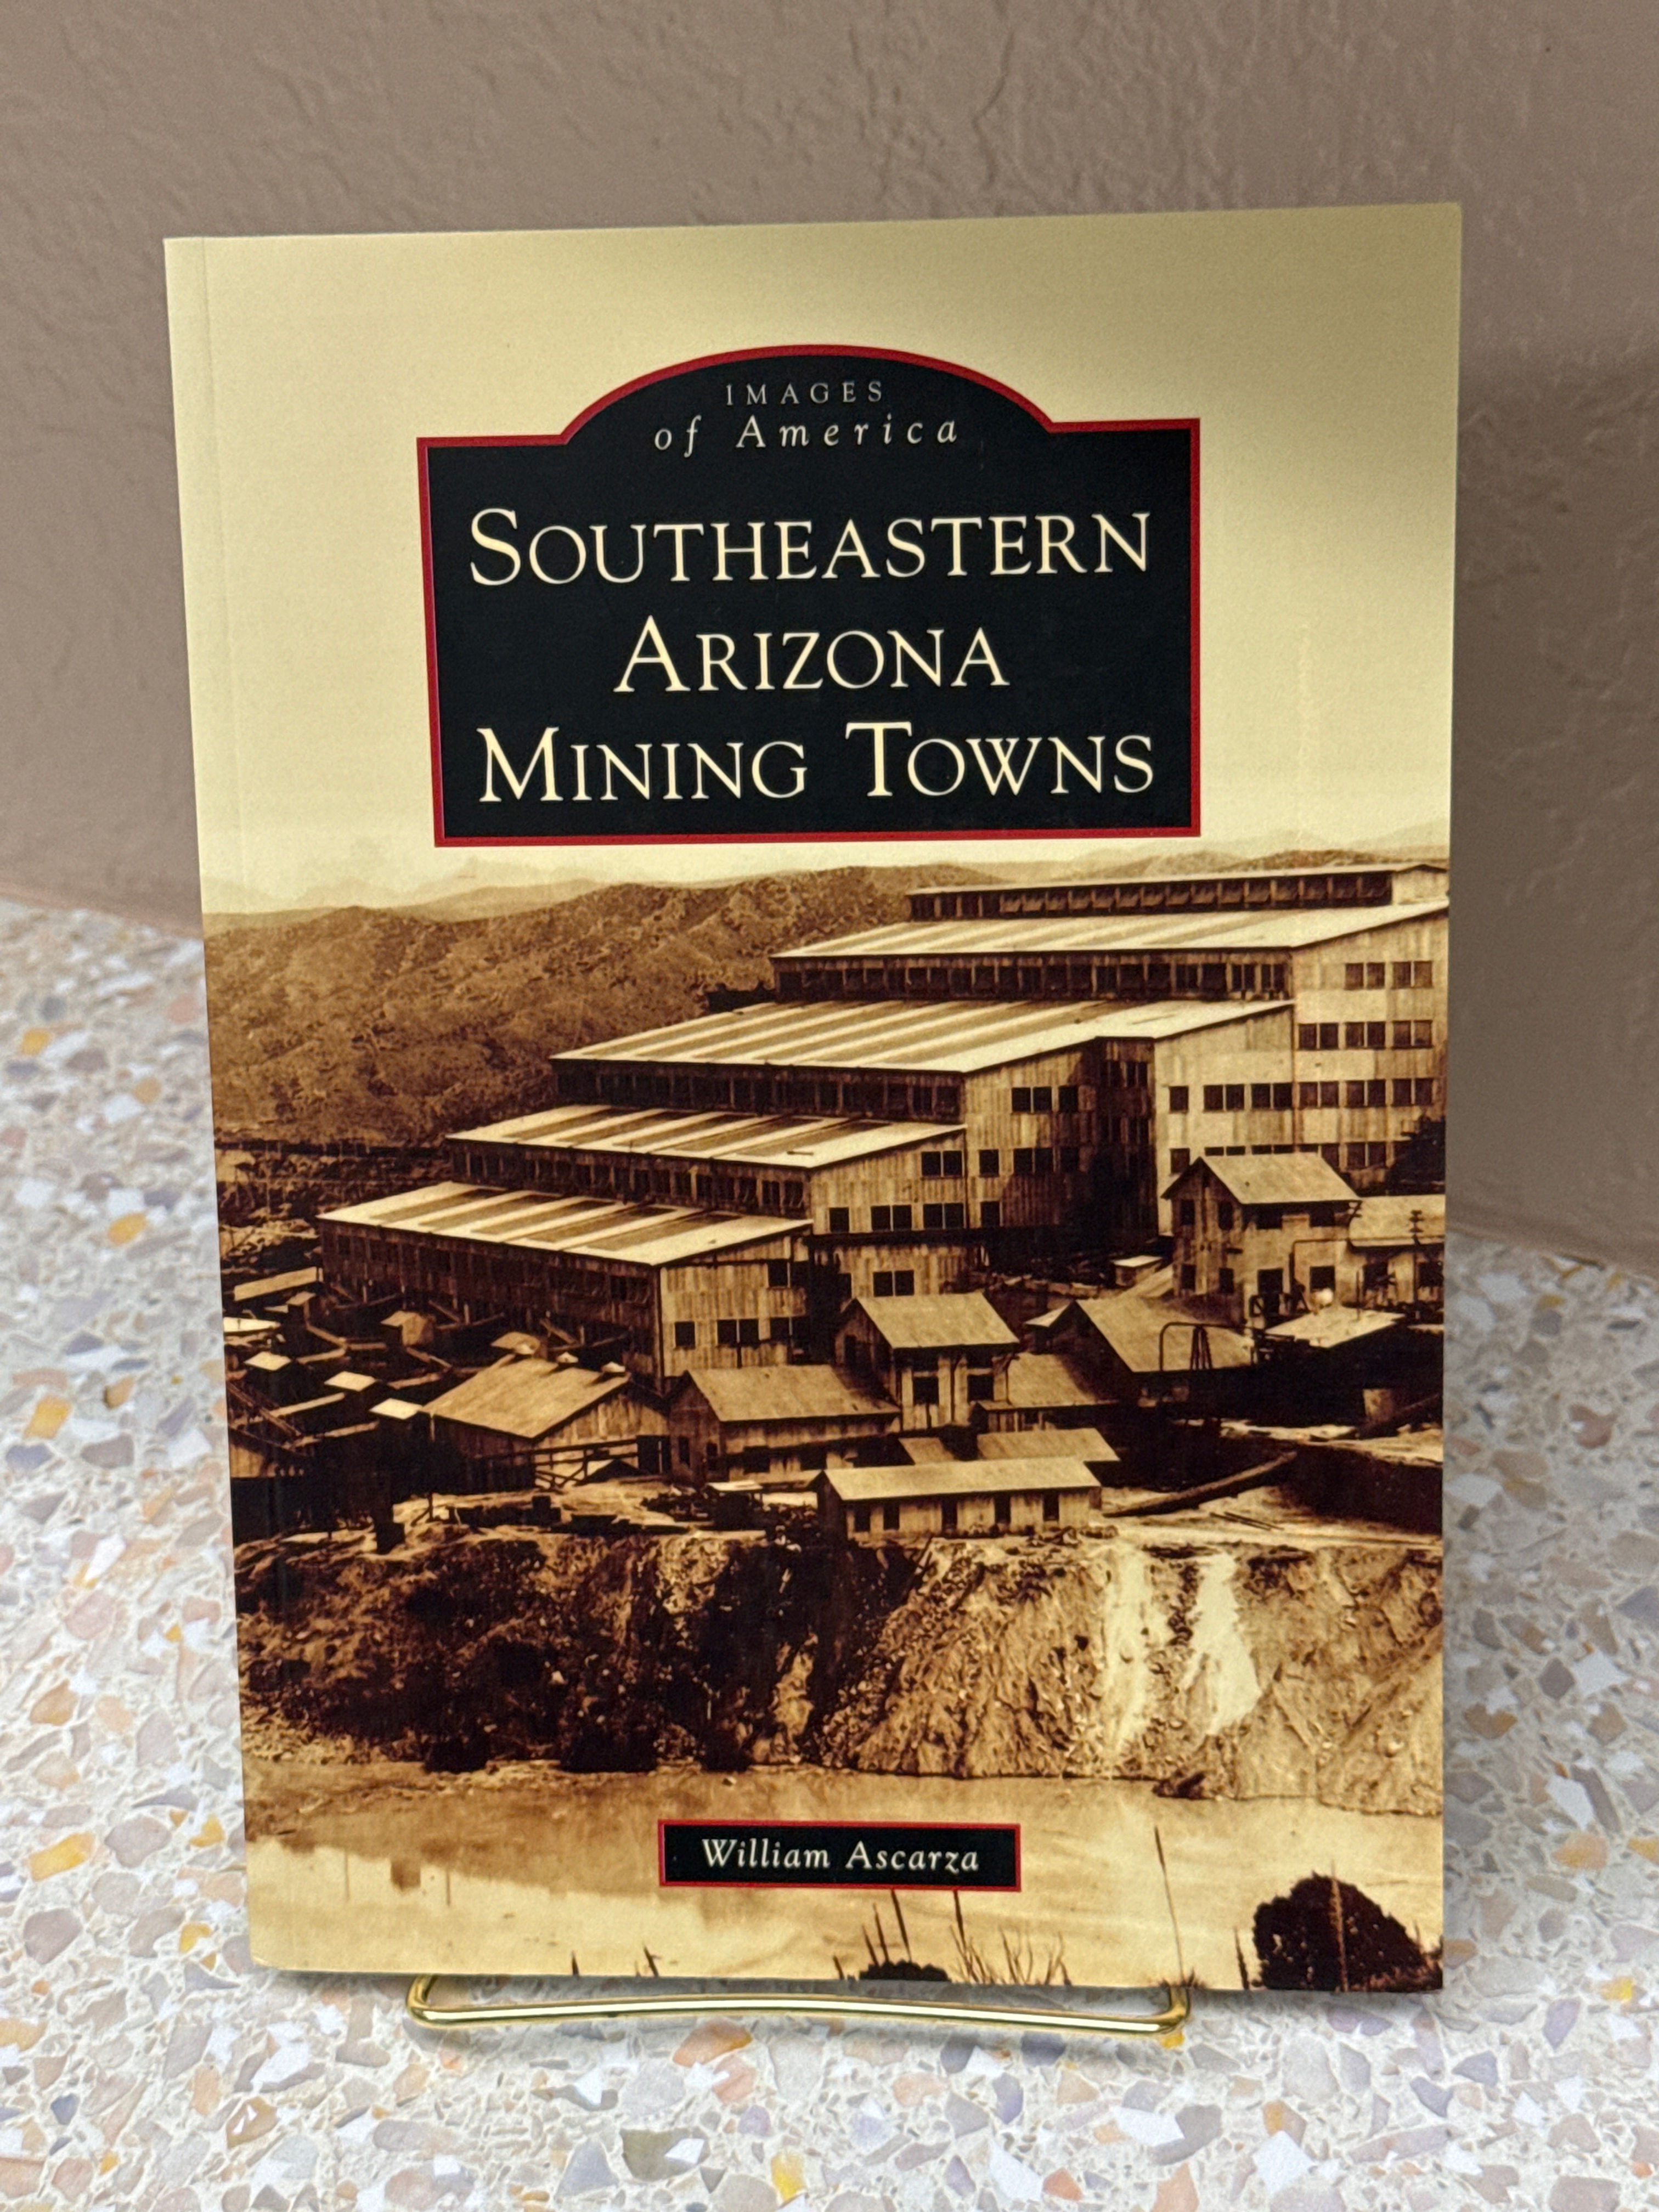 IMAGES
of America
SOUTHEASTERN
ARIZONA
MINING TOWNS
William Ascarza